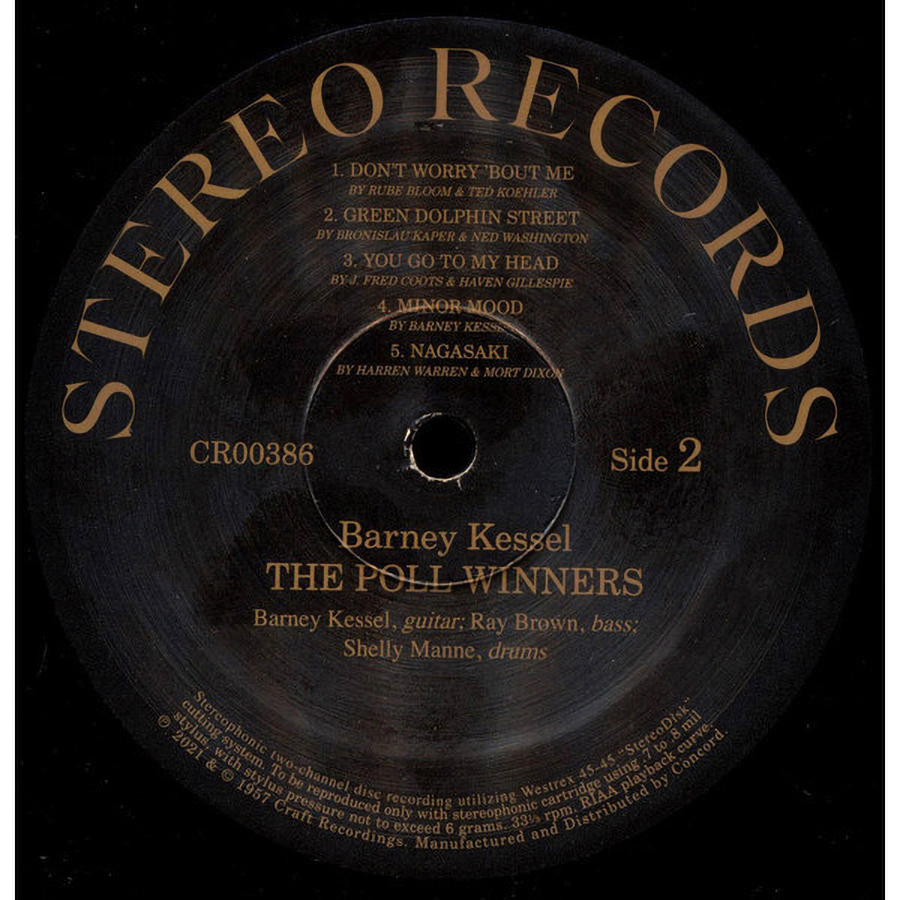 STEREO RECORDS
1. DON'T WORRY 'BOUT ME
BY RUBE BLOOM & TED KOEHLER
2. GREEN DOLPHIN STREET
BY BRONISLAU KAPER & NED WASHINGTON
3. YOU GO TO MY HEAD
BY J. FRED COOTS & HAVEN GILLESPIE
4. MINOR MOOD
BY BARNEY KESSEL
5. NAGASAKI
BY HARREN WARREN & MORT DIXON
CR00386
Side 2
Barney Kessel
THE POLL WINNERS
Barney Kessel, guitar; Ray Brown, bass;
Shelly Manne, drums
Stereophonic two-channel disc recording utilizing Westrex 45-45 "StereoDisk"
cutting system. To be reproduced only with stereophonic cartridge using .7 to .8 mil
stylus, with stylus pressure not to exceed 6 grams. 33⅓ rpm. RIAA playback curve.
℗ 2021 & © 1957 Craft Recordings. Manufactured and Distributed by Concord.